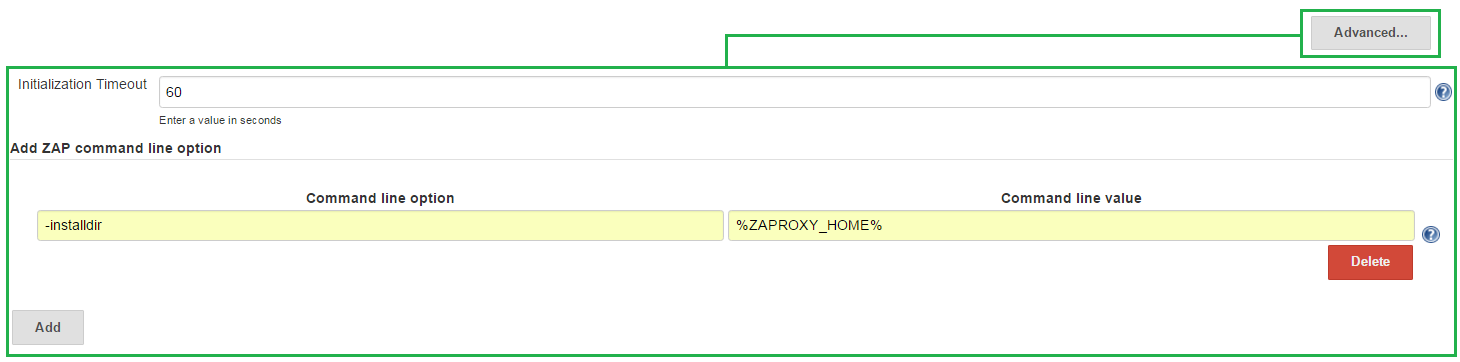 Advanced...
Initialization Timeout
60
Enter a value in seconds
Add ZAP command line option
Command line option Command line value
-installdir %ZAPROXY_HOME%
Delete
Add